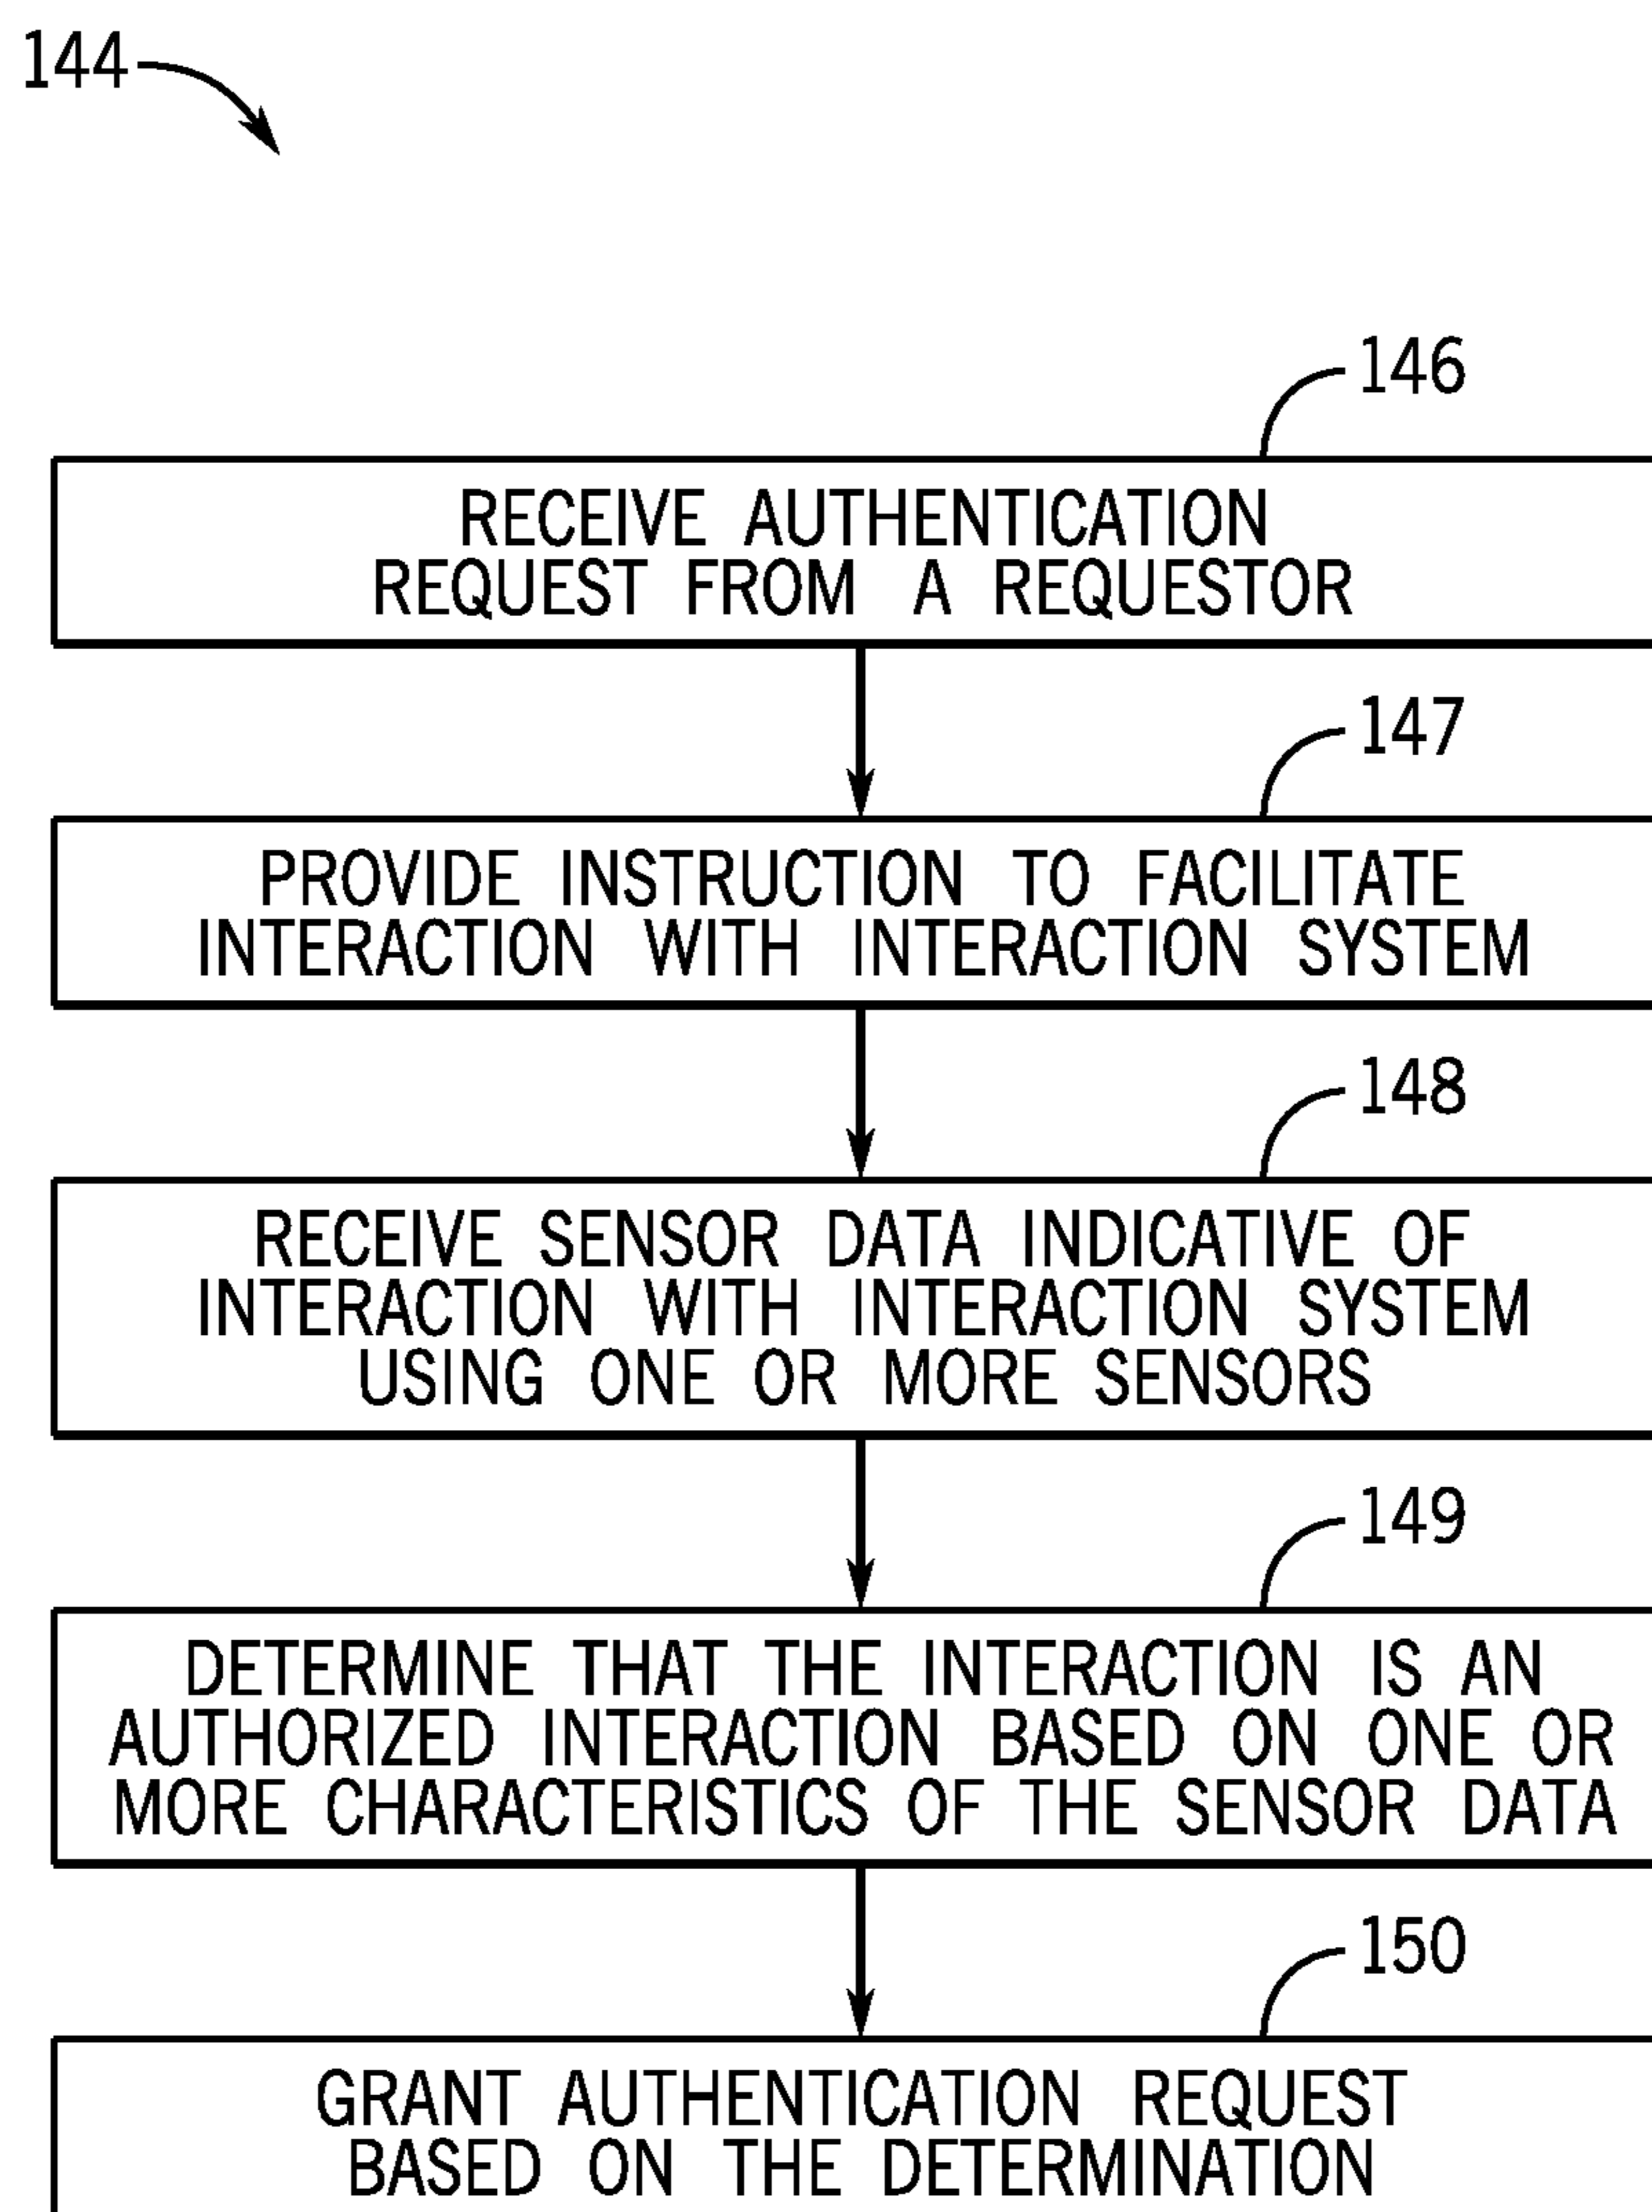 144
146
RECEIVE AUTHENTICATION
REQUEST FROM A REQUESTOR
147
PROVIDE INSTRUCTION TO FACILITATE
INTERACTION WITH INTERACTION SYSTEM
148
RECEIVE SENSOR DATA INDICATIVE OF
INTERACTION WITH INTERACTION SYSTEM
USING ONE OR MORE SENSORS
149
DETERMINE THAT THE INTERACTION IS AN
AUTHORIZED INTERACTION BASED ON ONE OR
MORE CHARACTERISTICS OF THE SENSOR DATA
150
GRANT AUTHENTICATION REQUEST
BASED ON THE DETERMINATION